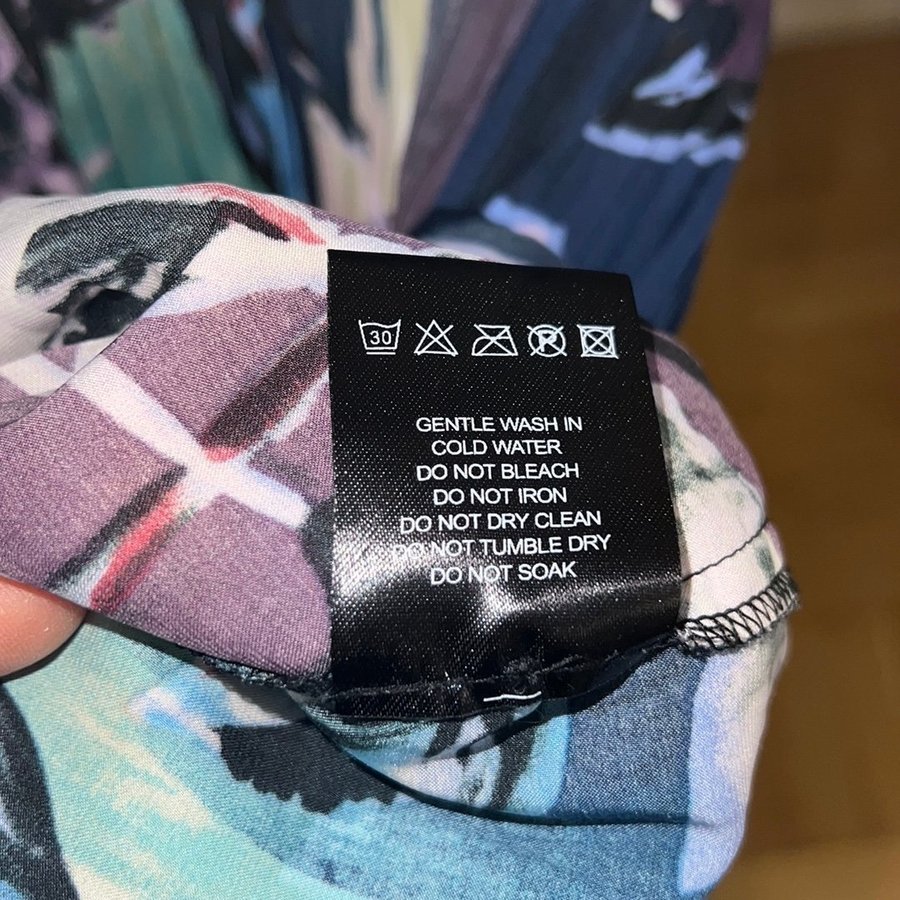 30 P
GENTLE WASH IN
COLD WATER
DO NOT BLEACH
DO NOT IRON
DO NOT DRY CLEAN
DO NOT TUMBLE DRY
DO NOT SOAK